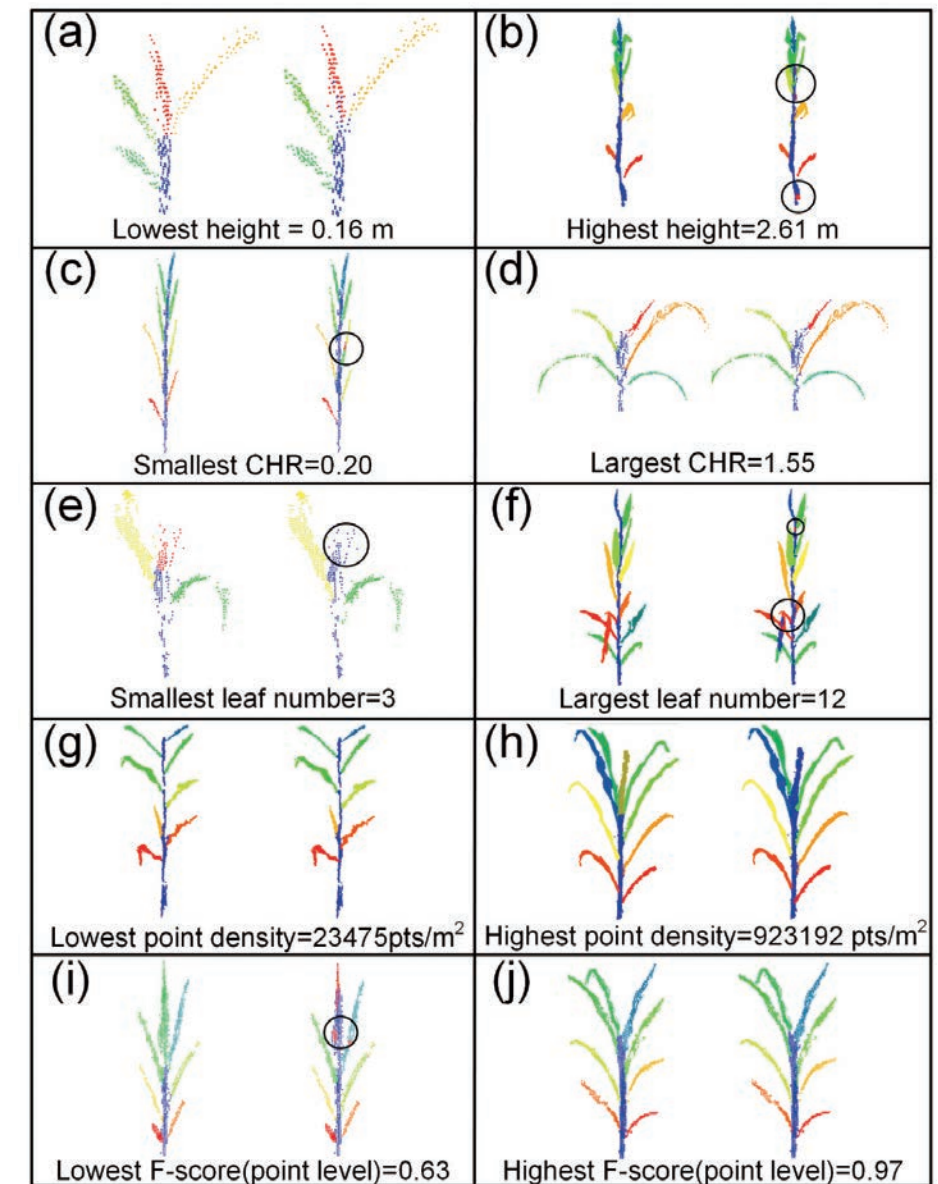 (a)
Lowest height = 0.16 m
(b)
Highest height=2.61 m
(c)
Smallest CHR=0.20
(d)
Largest CHR=1.55
(e)
Smallest leaf number=3
(f)
Largest leaf number=12
(g)
Lowest point density=23475pts/m²
(h)
Highest point density=923192 pts/m²
(i)
Lowest F-score(point level)=0.63
(j)
Highest F-score(point level)=0.97